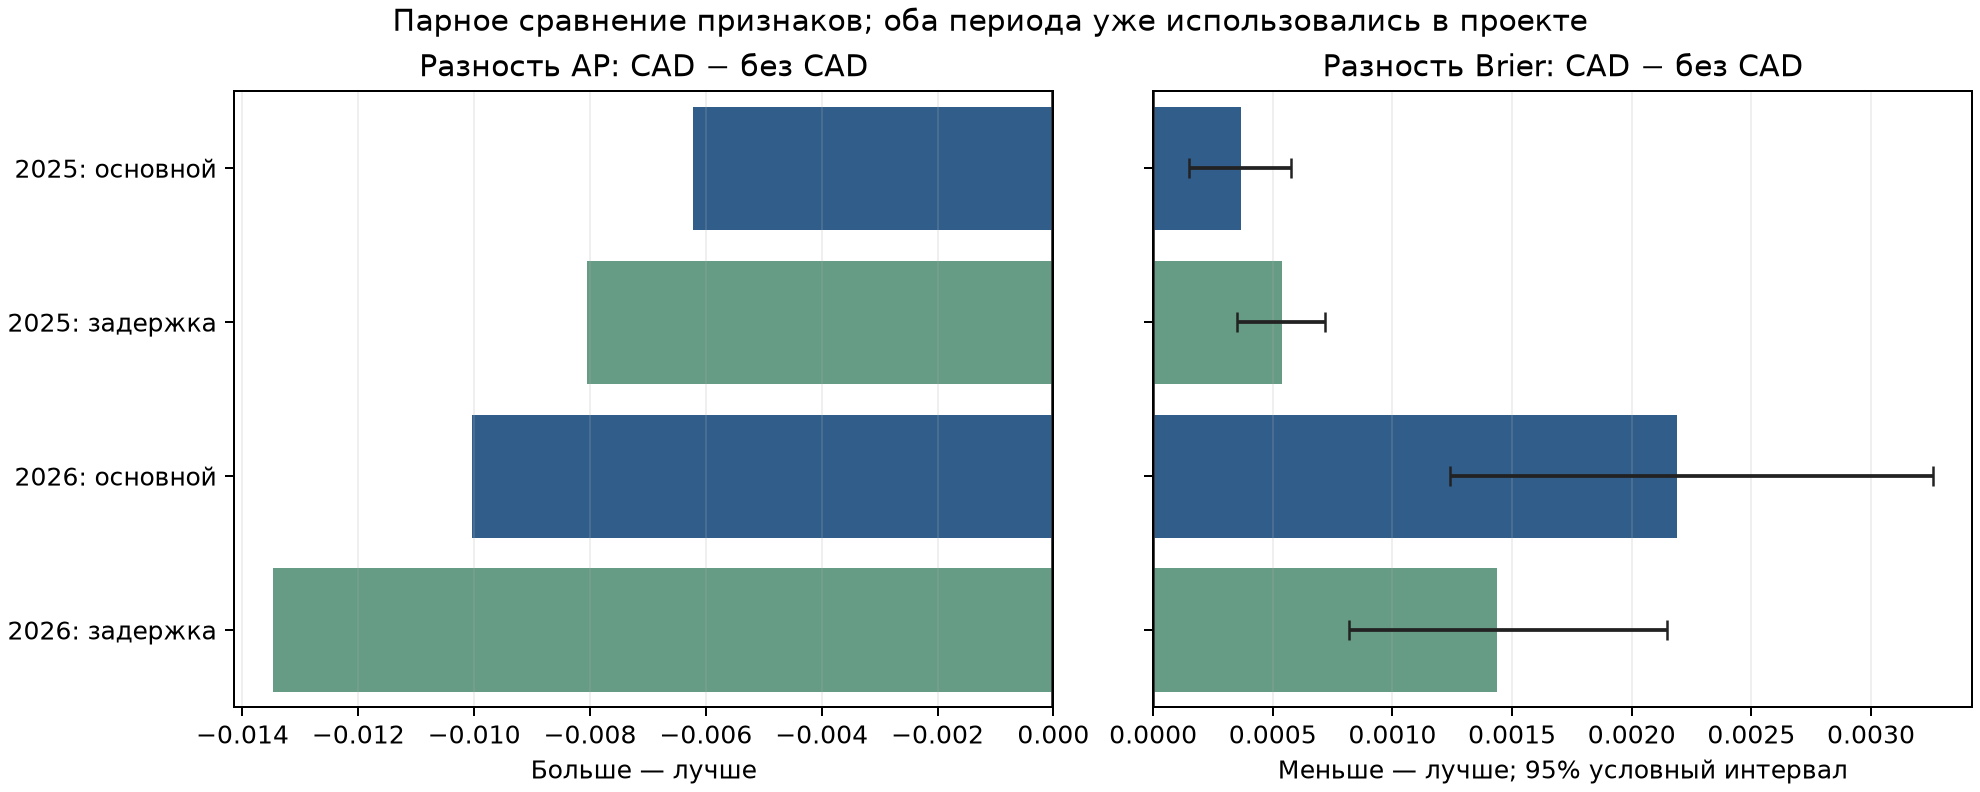 Парное сравнение признаков; оба периода уже использовались в проекте
Разность AP: CAD − без CAD
2025: основной
2025: задержка
2026: основной
2026: задержка
−0.014 −0.012 −0.010 −0.008 −0.006 −0.004 −0.002 0.000
Больше — лучше
Разность Brier: CAD − без CAD
0.0000 0.0005 0.0010 0.0015 0.0020 0.0025 0.0030
Меньше — лучше; 95% условный интервал